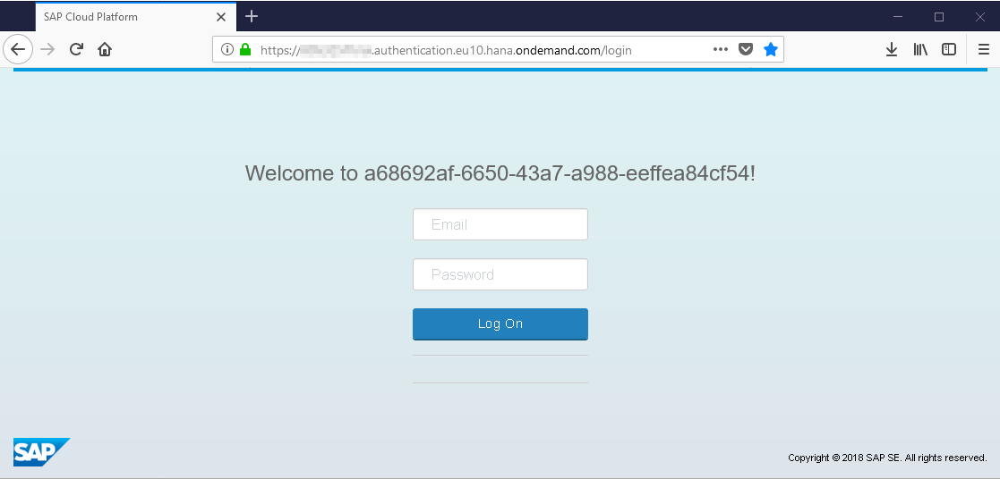 SAP Cloud Platform
https://.authentication.eu10.hana.ondemand.com/login
Welcome to a68692af-6650-43a7-a988-eeffea84cf54!
Email
Password
Log On
SAP
Copyright © 2018 SAP SE. All rights reserved.